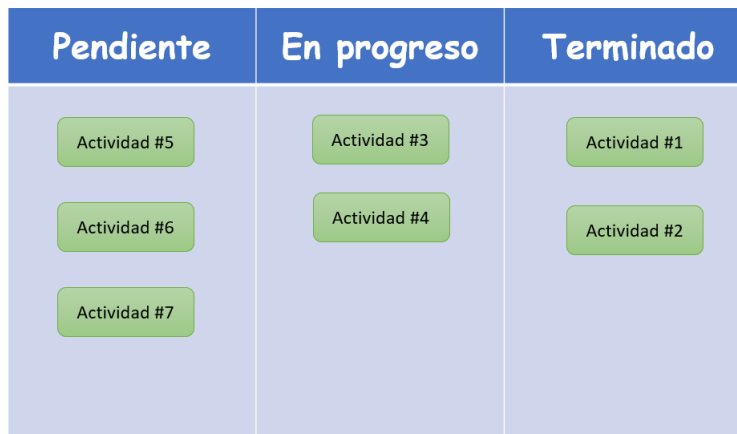 Pendiente
En progreso
Terminado
Actividad #5
Actividad #3
Actividad #1
Actividad #6
Actividad #4
Actividad #2
Actividad #7